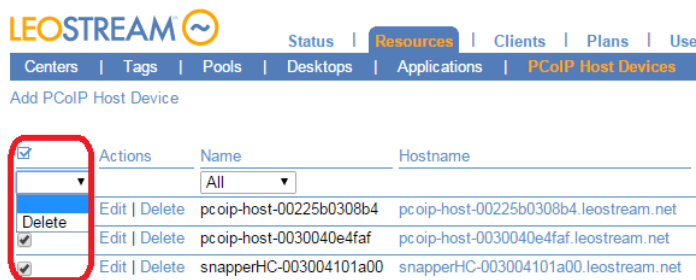 LEOSTREAM
Status | Resources | Clients | Plans | Use
Centers | Tags | Pools | Desktops | Applications | PCoIP Host Devices
Add PCoIP Host Device
Actions Name Hostname
All
Edit | Delete pcoip-host-00225b0308b4 pcoip-host-00225b0308b4.leostream.net
Delete
Edit | Delete pcoip-host-0030040e4faf pcoip-host-0030040e4faf.leostream.net
Edit | Delete snapperHC-003004101a00 snapperHC-003004101a00.leostream.net